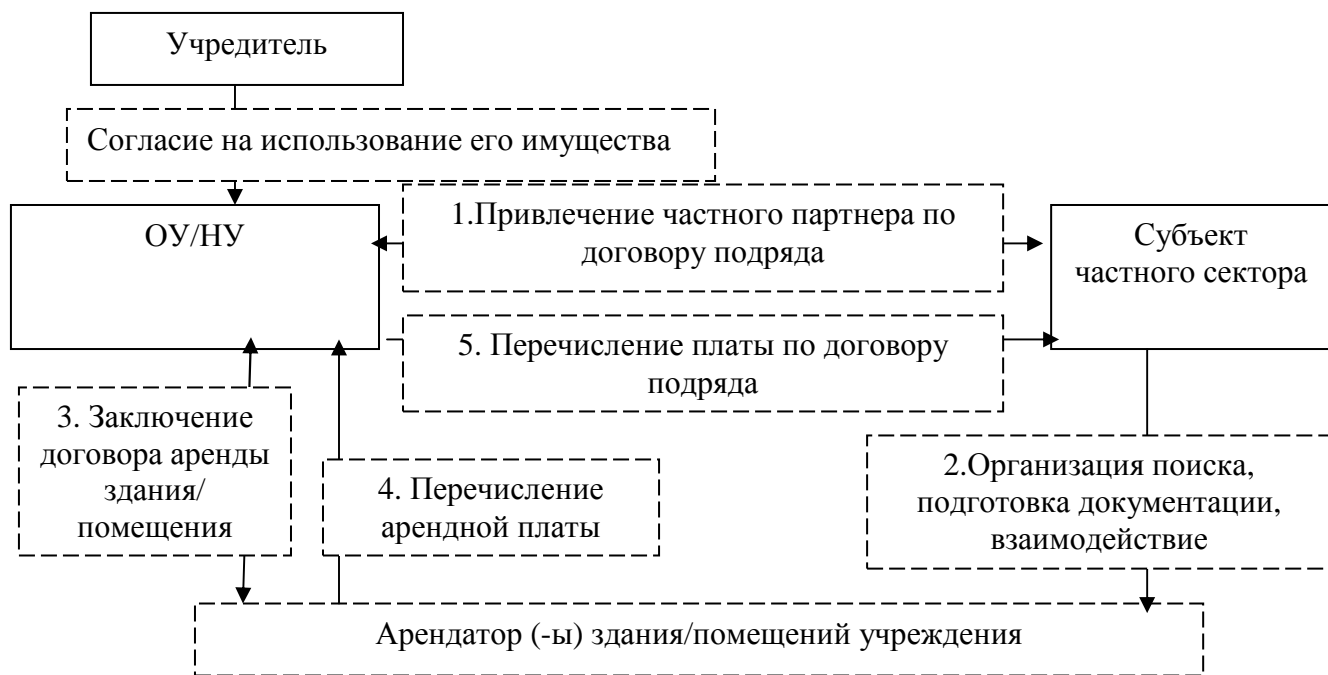 Учредитель
Согласие на использование его имущества
ОУ/НУ
1.Привлечение частного партнера по
договору подряда
Субъект
частного сектора
5. Перечисление платы по договору
подряда
3. Заключение
договора аренды
здания/
помещения
4. Перечисление
арендной платы
2.Организация поиска,
подготовка документации,
взаимодействие
Арендатор (-ы) здания/помещений учреждения